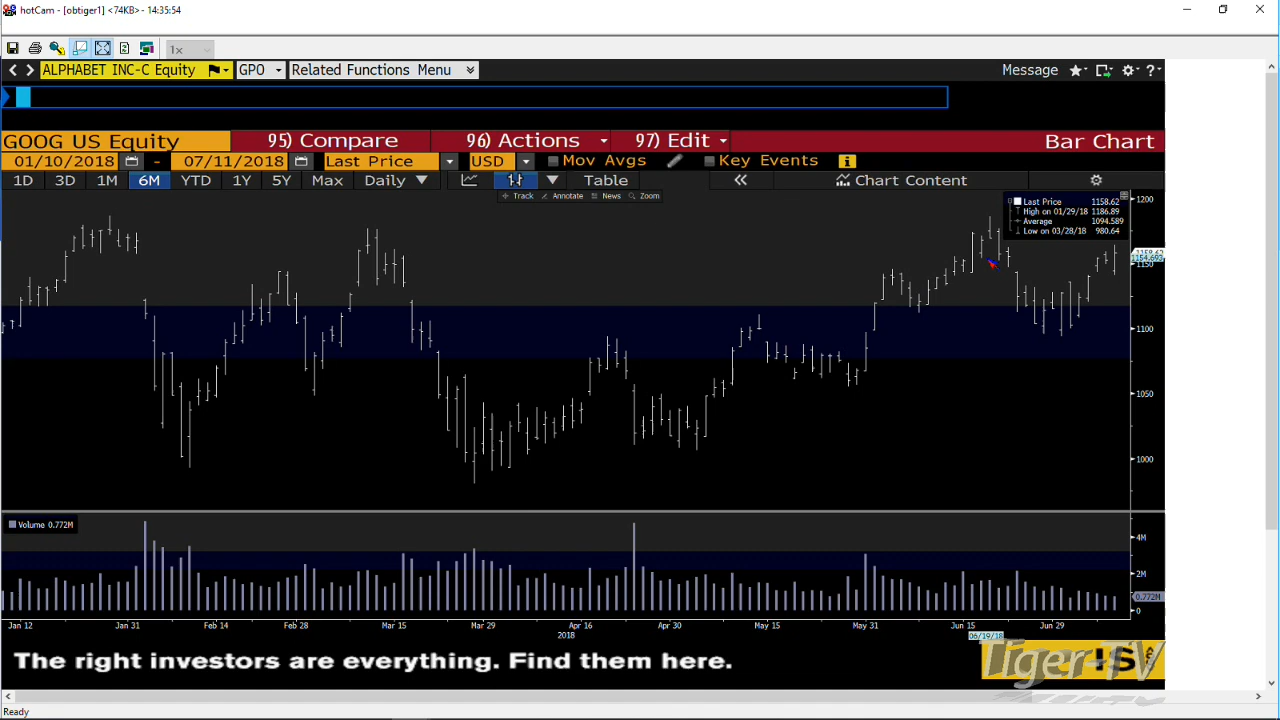 hotCam - [obtiger1] <74KB> - 14:35:54
1x
ALPHABET INC-C Equity GPO Related Functions Menu Message
GOOG US Equity 95) Compare 96) Actions 97) Edit Bar Chart
01/10/2018 - 07/11/2018 Last Price USD Mov Avgs Key Events
1D 3D 1M 6M YTD 1Y 5Y Max Daily Table Chart Content
Track Annotate News Zoom
Last Price 1158.62
High on 01/29/18 1186.89
Average 1094.589
Low on 03/28/18 980.64
1200
1154.693
1150
1100
1050
1000
Volume 0.772M
4M
2M
0.772M
0
Jan 12 Jan 31 Feb 14 Feb 28 Mar 15 Mar 29 Apr 16 Apr 30 May 15 May 31 Jun 15 Jun 29
2018 06/19/18
The right investors are everything. Find them here.
Tiger-TV
Ready